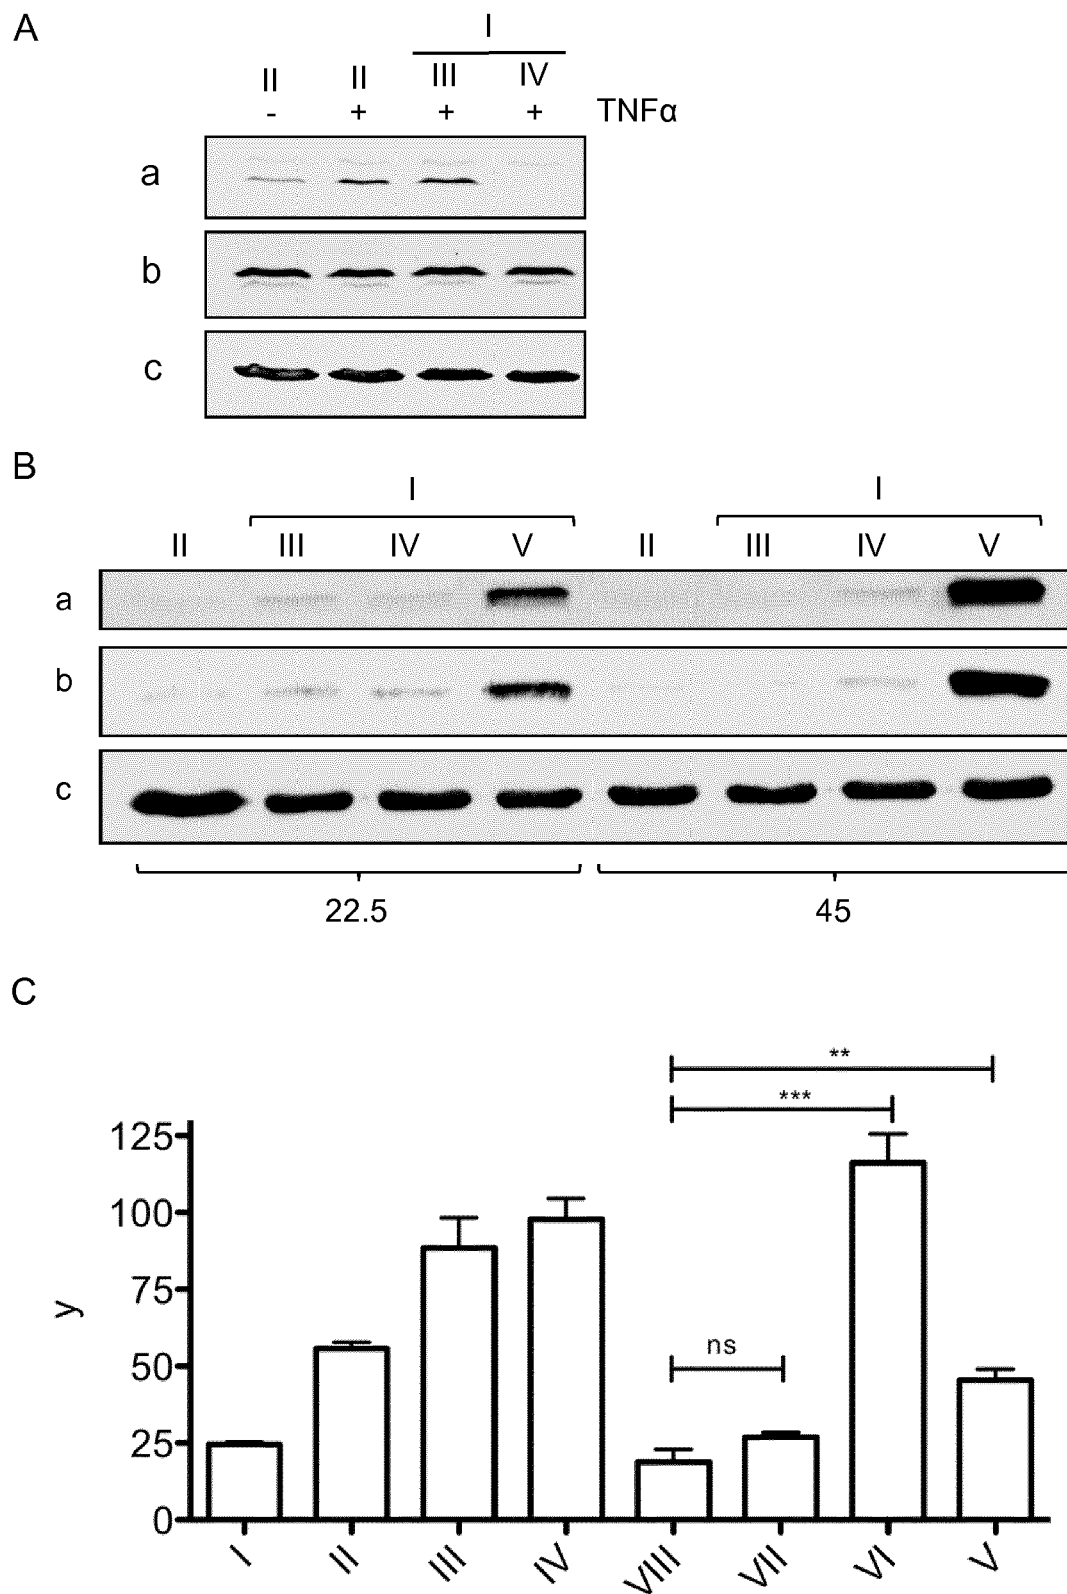 A
I
II II III IV
- + + + TNFα
a
b
c
B
I I
II III IV V II III IV V
a
b
c
22.5 45
C
**
***
ns
125
100
75
50
25
0
y
I II III IV VIII VII VI V